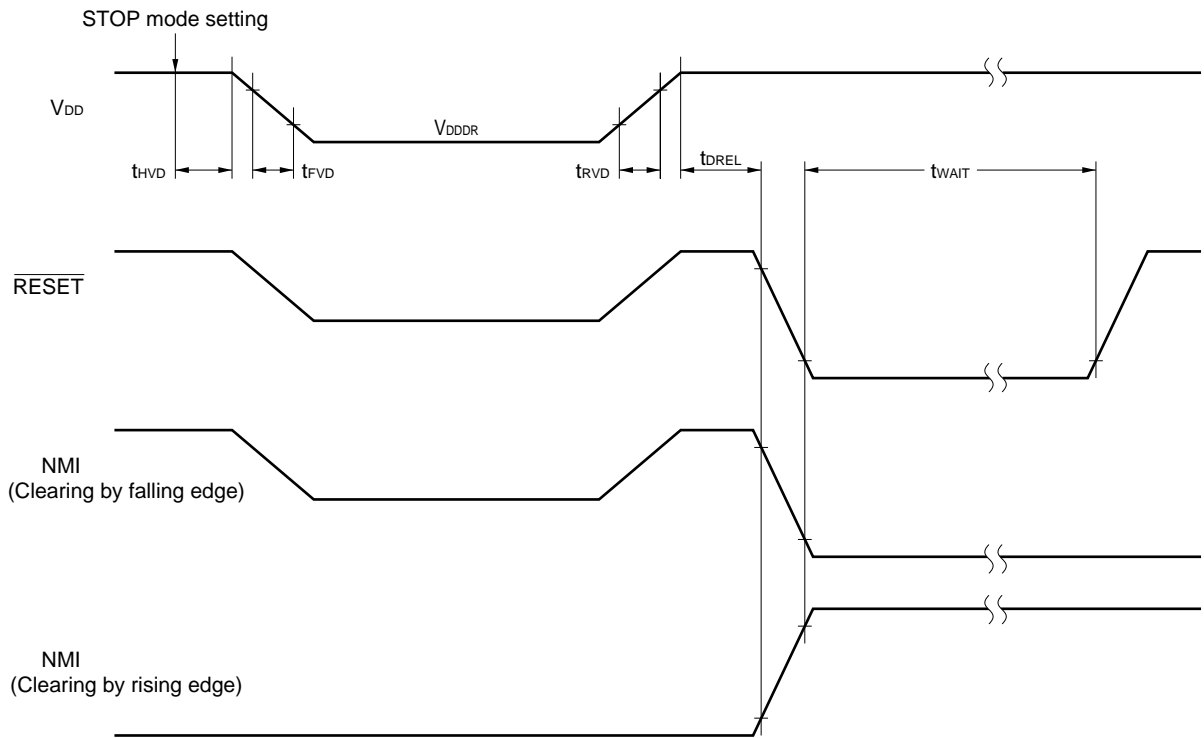 STOP mode setting
VDD
VDDDR
tHVD
tFVD
tRVD
tDREL
tWAIT
RESET
NMI
(Clearing by falling edge)
NMI
(Clearing by rising edge)